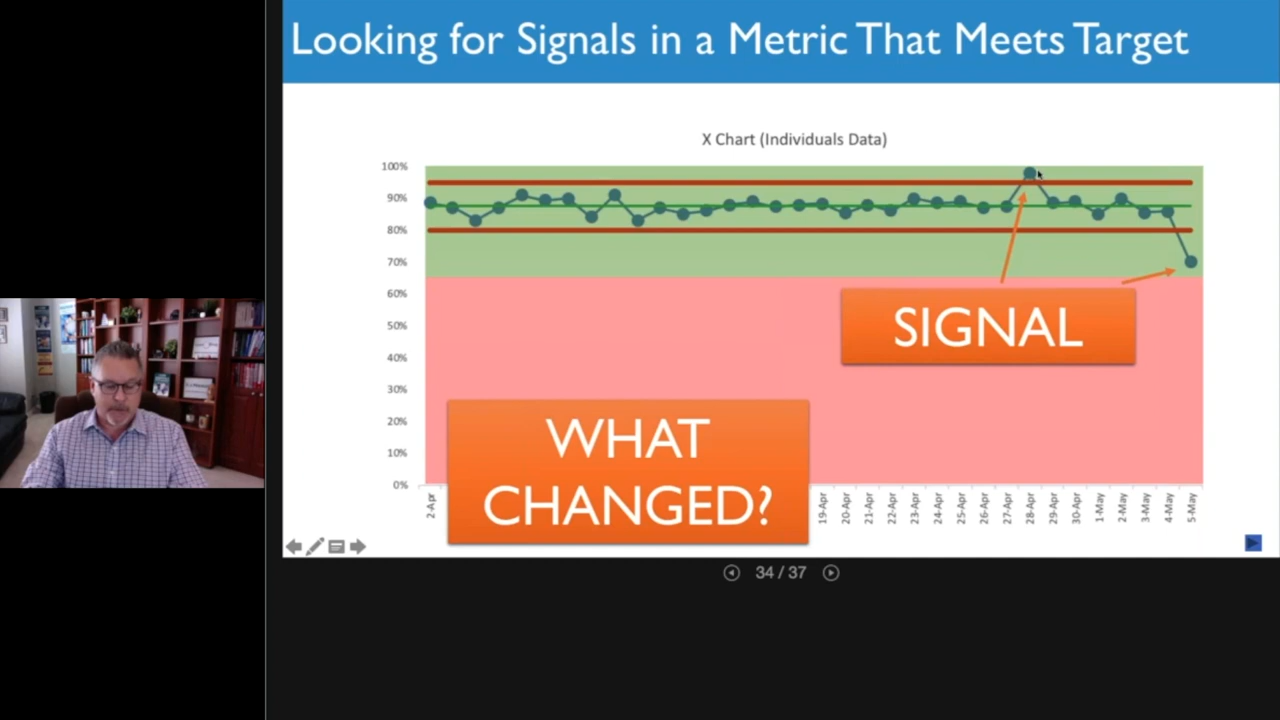 Looking for Signals in a Metric That Meets Target
X Chart (Individuals Data)
100%
90%
80%
70%
60%
50%
40%
30%
20%
10%
0%
SIGNAL
WHAT
CHANGED?
2-Apr
19-Apr
20-Apr
21-Apr
22-Apr
23-Apr
24-Apr
25-Apr
26-Apr
27-Apr
28-Apr
29-Apr
30-Apr
1-May
2-May
3-May
4-May
5-May
34 / 37